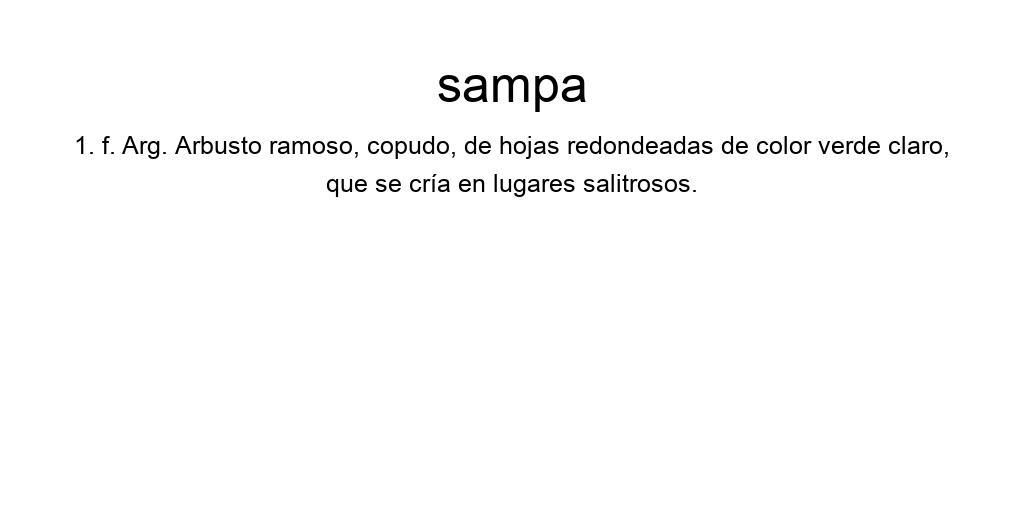 sampa
1. f. Arg. Arbusto ramoso, copudo, de hojas redondeadas de color verde claro,
que se cría en lugares salitrosos.